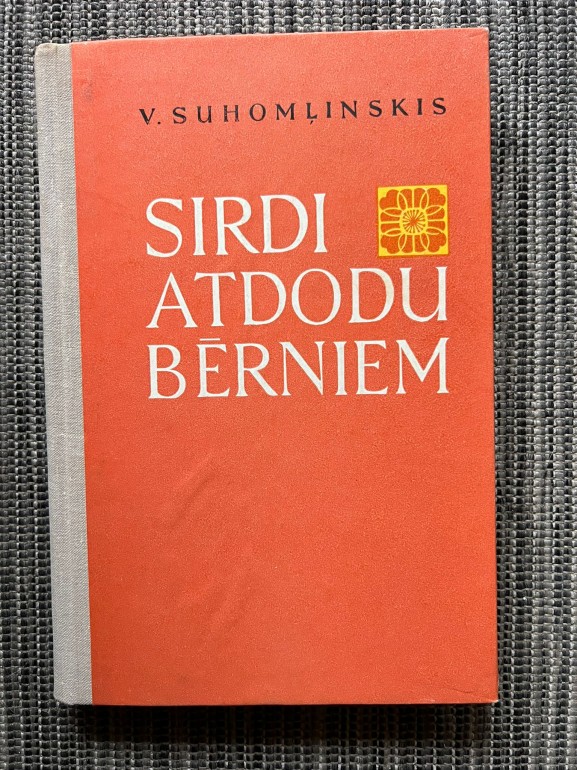 V. SUHOMĻINSKIS
SIRDI
ATDODU
BĒRNIEM